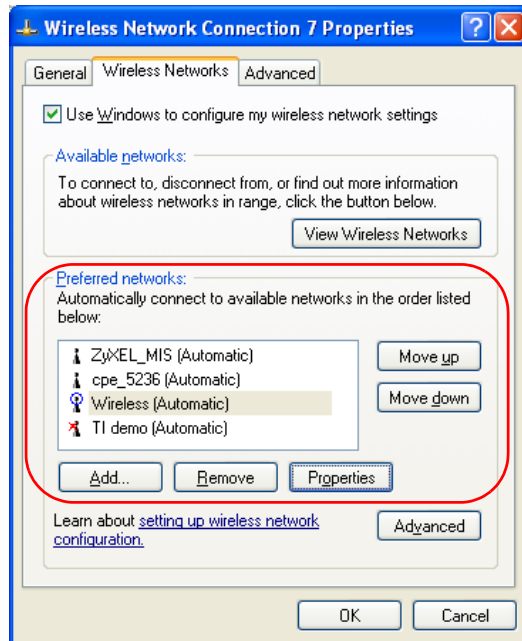 Wireless Network Connection 7 Properties
?
X
General
Wireless Networks
Advanced
Use Windows to configure my wireless network settings
Available networks:
To connect to, disconnect from, or find out more information
about wireless networks in range, click the button below.
View Wireless Networks
Preferred networks:
Automatically connect to available networks in the order listed
below:
ZyXEL_MIS (Automatic)
cpe_5236 (Automatic)
Wireless (Automatic)
TI demo (Automatic)
Move up
Move down
Add...
Remove
Properties
Learn about setting up wireless network
configuration.
Advanced
OK
Cancel